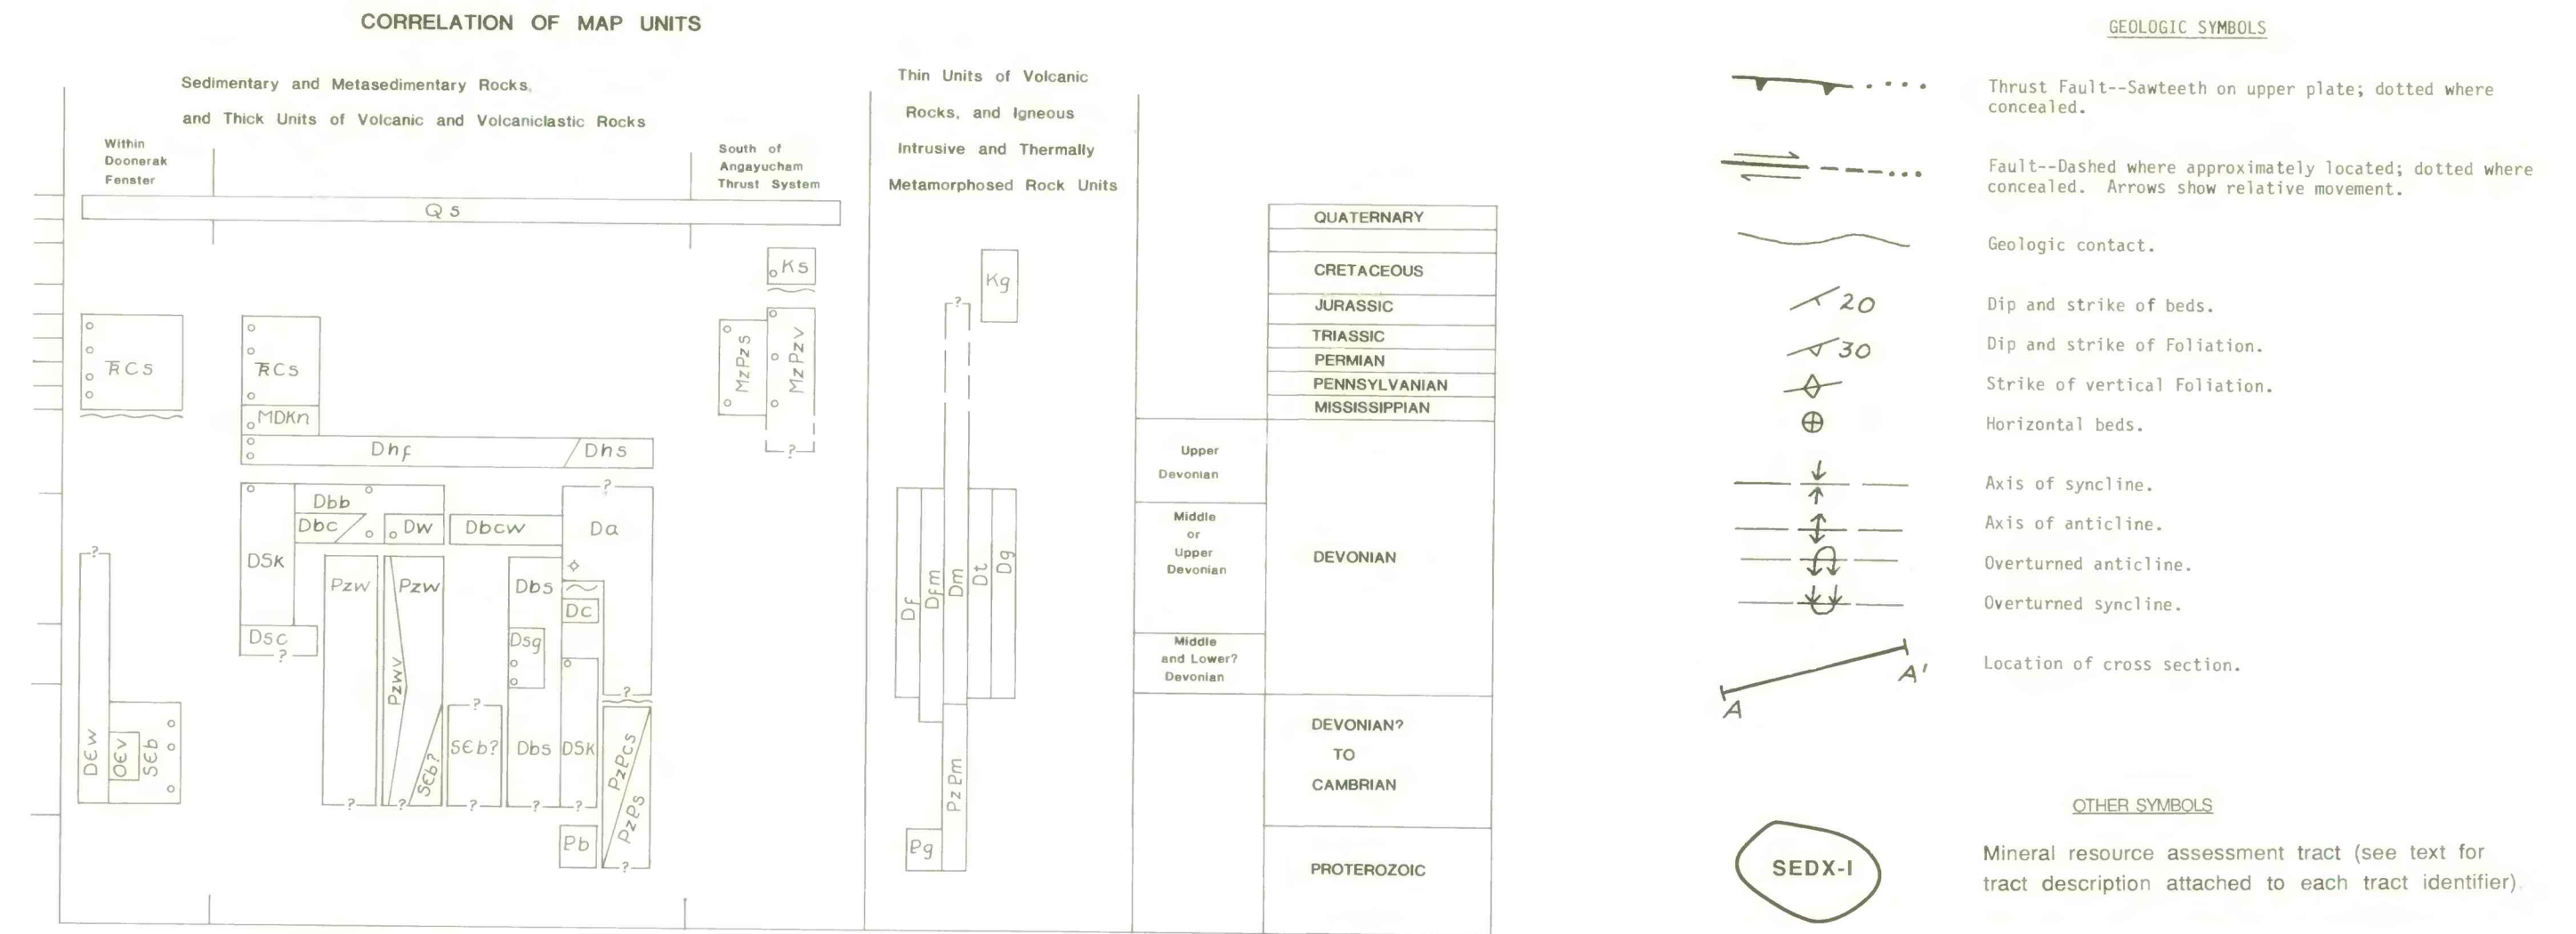 CORRELATION OF MAP UNITS
Sedimentary and Metasedimentary Rocks,
and Thick Units of Volcanic and Volcaniclastic Rocks
Within
Doonerak
Fenster
South of
Angayucham
Thrust System
Thin Units of Volcanic
Rocks, and Igneous
Intrusive and Thermally
Metamorphosed Rock Units
Qs
Ks
Kg
?
ꞦCs
ꞦCs
MzPzs
MzPzv
MDKn
Dhf
Dhs
?
Dbb
Dbc
Dw
Dbcw
?
Da
DSk
?
Pzw
Pzw
Dbs
Dc
Dsc
?
Dsg
Pzwv
?
DЄw
OЄv
SЄb
SЄb?
?
SЄb?
Dbs
DSk
PzPcs
PzPs
?
?
?
?
?
Pb
?
Df
Dfm
Dm
Dt
Dg
PzPm
Pg
QUATERNARY
CRETACEOUS
JURASSIC
TRIASSIC
PERMIAN
PENNSYLVANIAN
MISSISSIPPIAN
Upper
Devonian
Middle
or
Upper
Devonian
Middle
and Lower?
Devonian
DEVONIAN
DEVONIAN?
TO
CAMBRIAN
PROTEROZOIC
GEOLOGIC SYMBOLS
Thrust Fault--Sawteeth on upper plate; dotted where
concealed.
Fault--Dashed where approximately located; dotted where
concealed. Arrows show relative movement.
Geologic contact.
20
Dip and strike of beds.
30
Dip and strike of Foliation.
Strike of vertical Foliation.
Horizontal beds.
Axis of syncline.
Axis of anticline.
Overturned anticline.
Overturned syncline.
A A'
Location of cross section.
OTHER SYMBOLS
SEDX-I
Mineral resource assessment tract (see text for
tract description attached to each tract identifier).